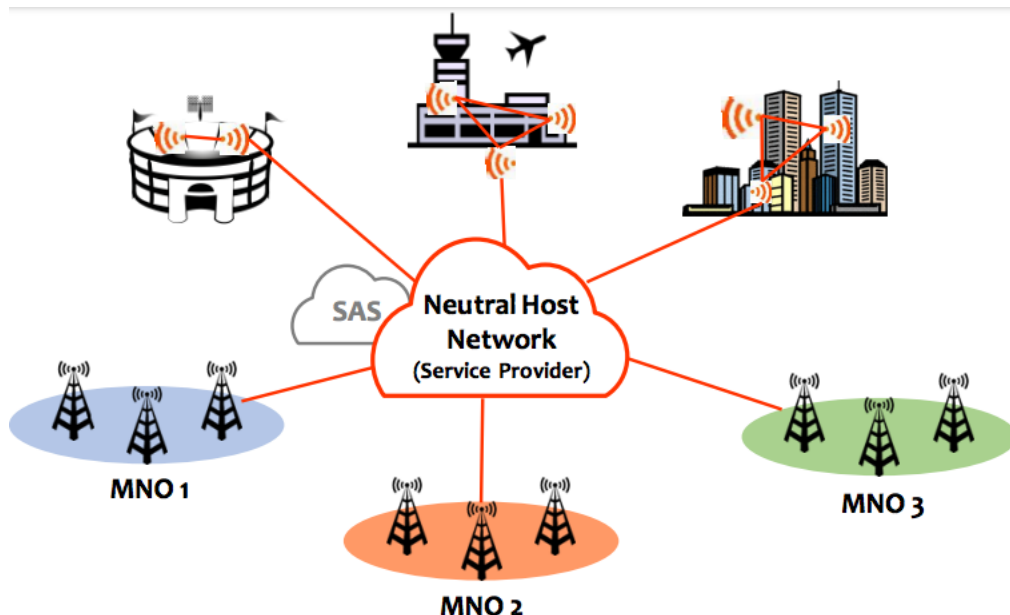 SAS
Neutral Host
Network
(Service Provider)
MNO 1
MNO 2
MNO 3